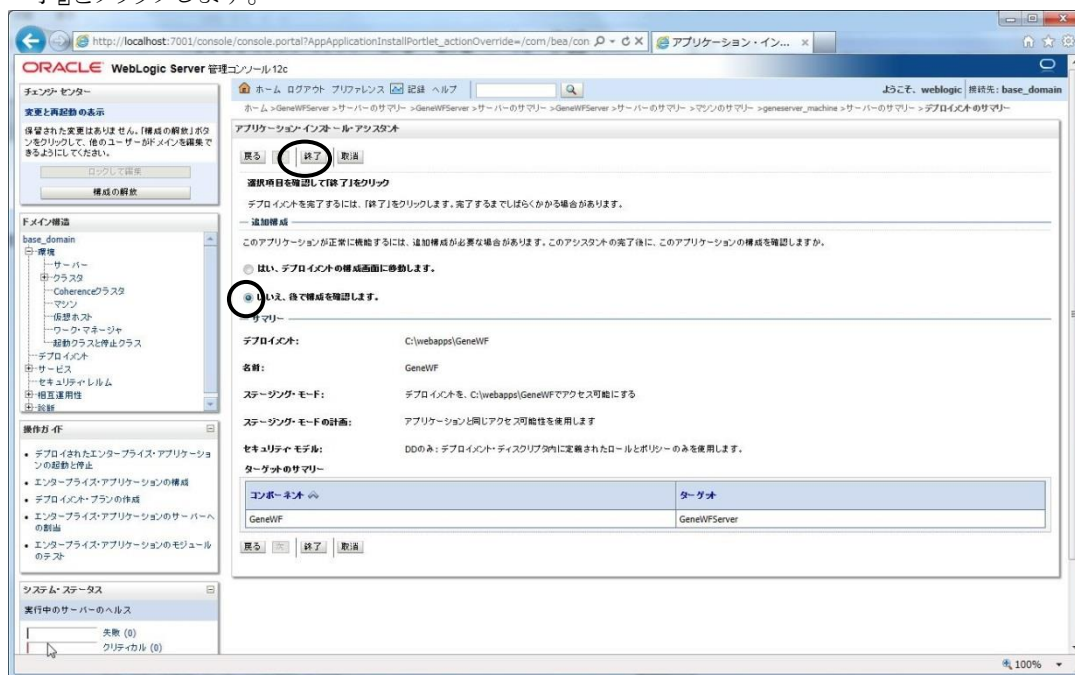 了』をクリックします。
http://localhost:7001/console/console.portal?AppApplicationInstallPortlet_actionOverride=/com/bea/con
アプリケーション・イン... ×
ORACLE WebLogic Server 管理コンソール 12c
チェンジ・センター
変更と再起動の表示
保留された変更はありません。「構成の解放」ボタンをクリックして、他のユーザーがドメインを編集できるようにしてください。
ロックして編集
構成の解放
ドメイン構造
base_domain
環境
サーバー
クラスタ
Coherenceクラスタ
マシン
仮想ホスト
ワーク・マネージャ
起動クラスと停止クラス
デプロイメント
サービス
セキュリティ・レルム
相互運用性
診断
操作ガイド
デプロイされたエンタープライズ・アプリケーションの起動と停止
エンタープライズ・アプリケーションの構成
デプロイメント・プランの作成
エンタープライズ・アプリケーションのサーバーへの割当
エンタープライズ・アプリケーションのモジュールのテスト
システム・ステータス
実行中のサーバーのヘルス
失敗 (0)
クリティカル (0)
ホーム ログアウト プリファレンス 記録 ヘルプ
ようこそ、weblogic 接続先: base_domain
ホーム >GeneWFServer >サーバーのサマリー >GeneWFServer >サーバーのサマリー >GeneWFServer >サーバーのサマリー >マシンのサマリー >geneserver_machine >サーバーのサマリー >デプロイメントのサマリー
アプリケーション・インストール・アシスタント
戻る 終了 取消
選択項目を確認して「終了」をクリック
デプロイメントを完了するには、「終了」をクリックします。完了するまでしばらくかかる場合があります。
追加構成
このアプリケーションが正常に機能するには、追加構成が必要な場合があります。このアシスタントの完了後に、このアプリケーションの構成を確認しますか。
はい、デプロイメントの構成画面に移動します。
いいえ、後で構成を確認します。
サマリー
デプロイメント: C:\webapps\GeneWF
名前: GeneWF
ステージング・モード: デプロイメントを、C:\webapps\GeneWFでアクセス可能にする
ステージング・モードの計画: アプリケーションと同じアクセス可能性を使用します
セキュリティ・モデル: DDのみ: デプロイメント・ディスクリプタ内に定義されたロールとポリシーのみを使用します。
ターゲットのサマリー
コンポーネント ターゲット
GeneWF GeneWFServer
戻る 次 終了 取消
100%